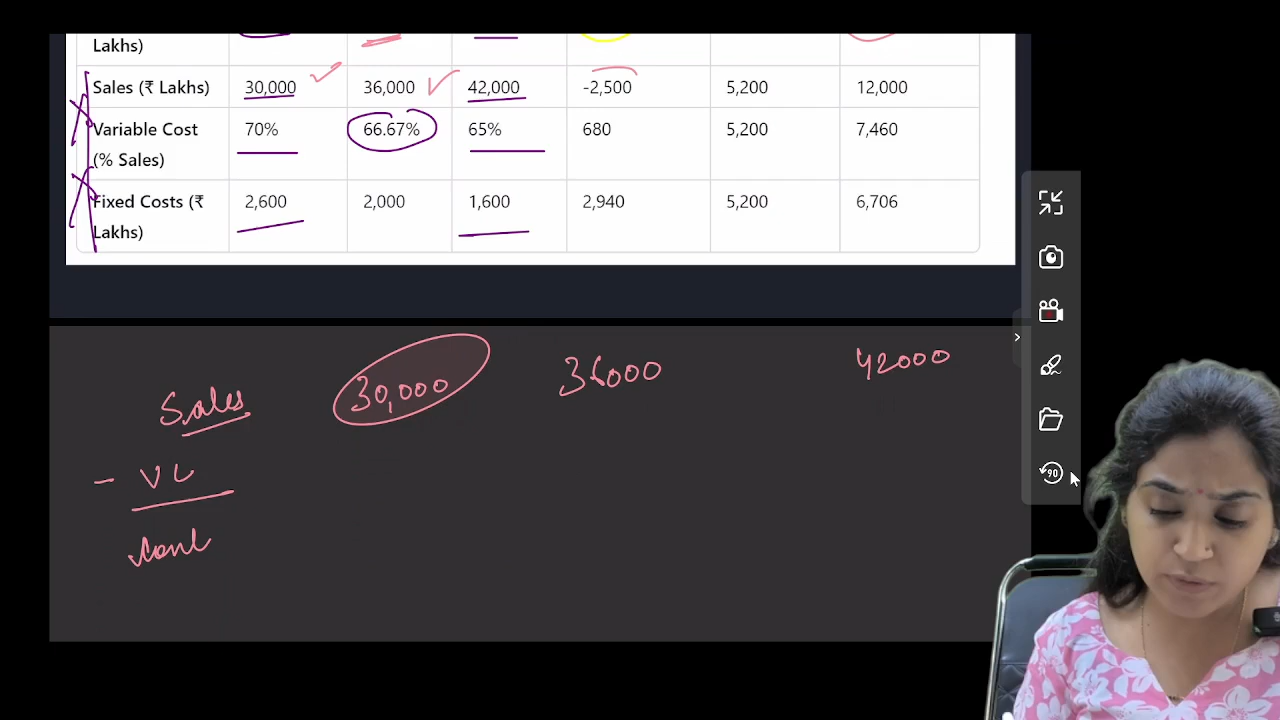 Lakhs)
Sales (₹ Lakhs) 30,000 36,000 42,000 -2,500 5,200 12,000
Variable Cost 70% 66.67% 65% 680 5,200 7,460
(% Sales)
Fixed Costs (₹ 2,600 2,000 1,600 2,940 5,200 6,706
Lakhs)
Sales 30,000 36000 42000
- VC
Cont
90